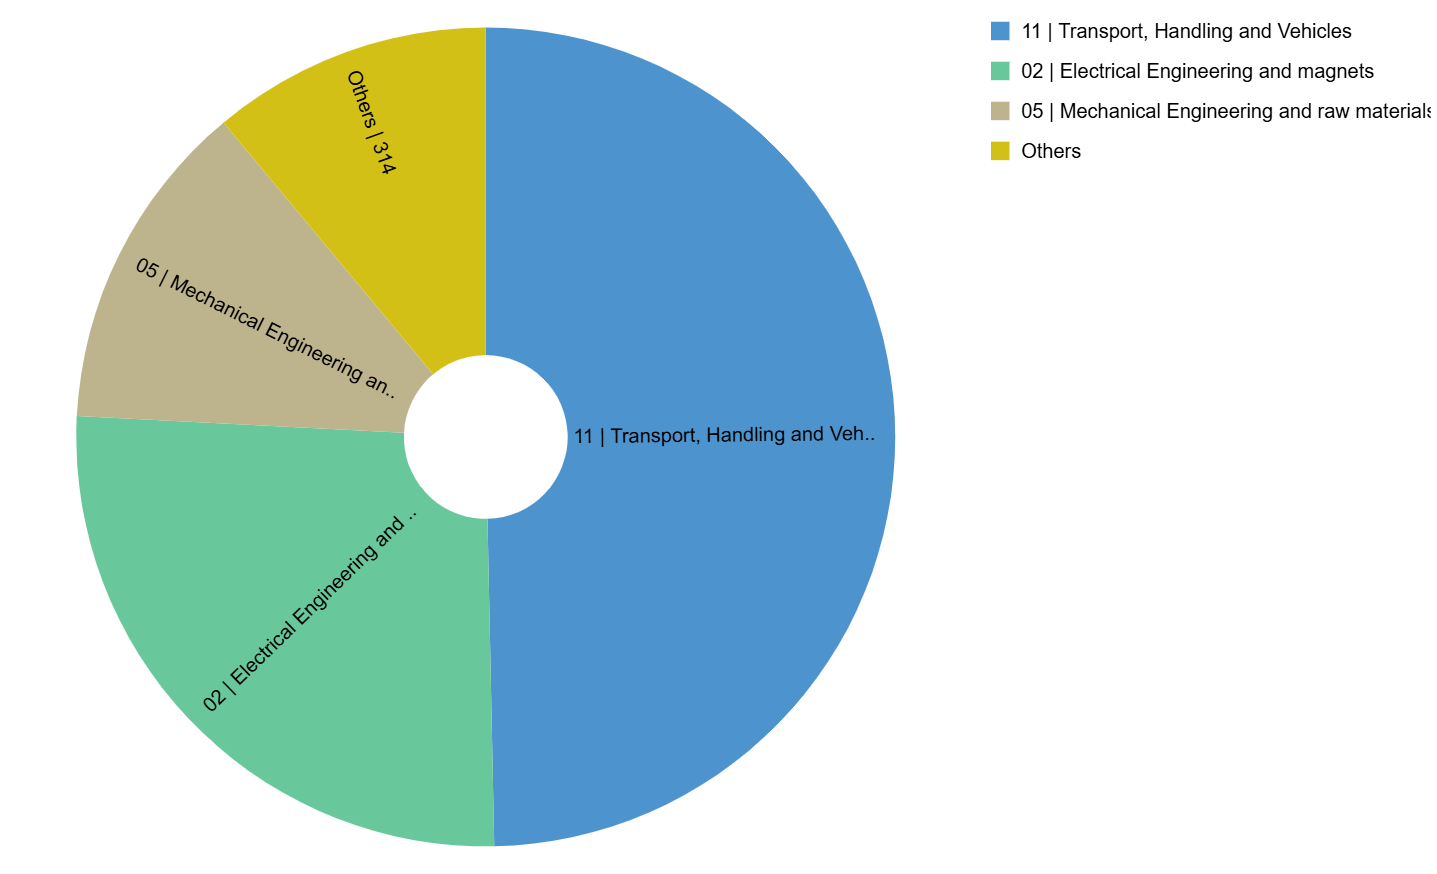 11 | Transport, Handling and Vehicles
02 | Electrical Engineering and magnets
05 | Mechanical Engineering and raw materials
Others
Others | 314
05 | Mechanical Engineering an..
11 | Transport, Handling and Veh..
02 | Electrical Engineering and ..